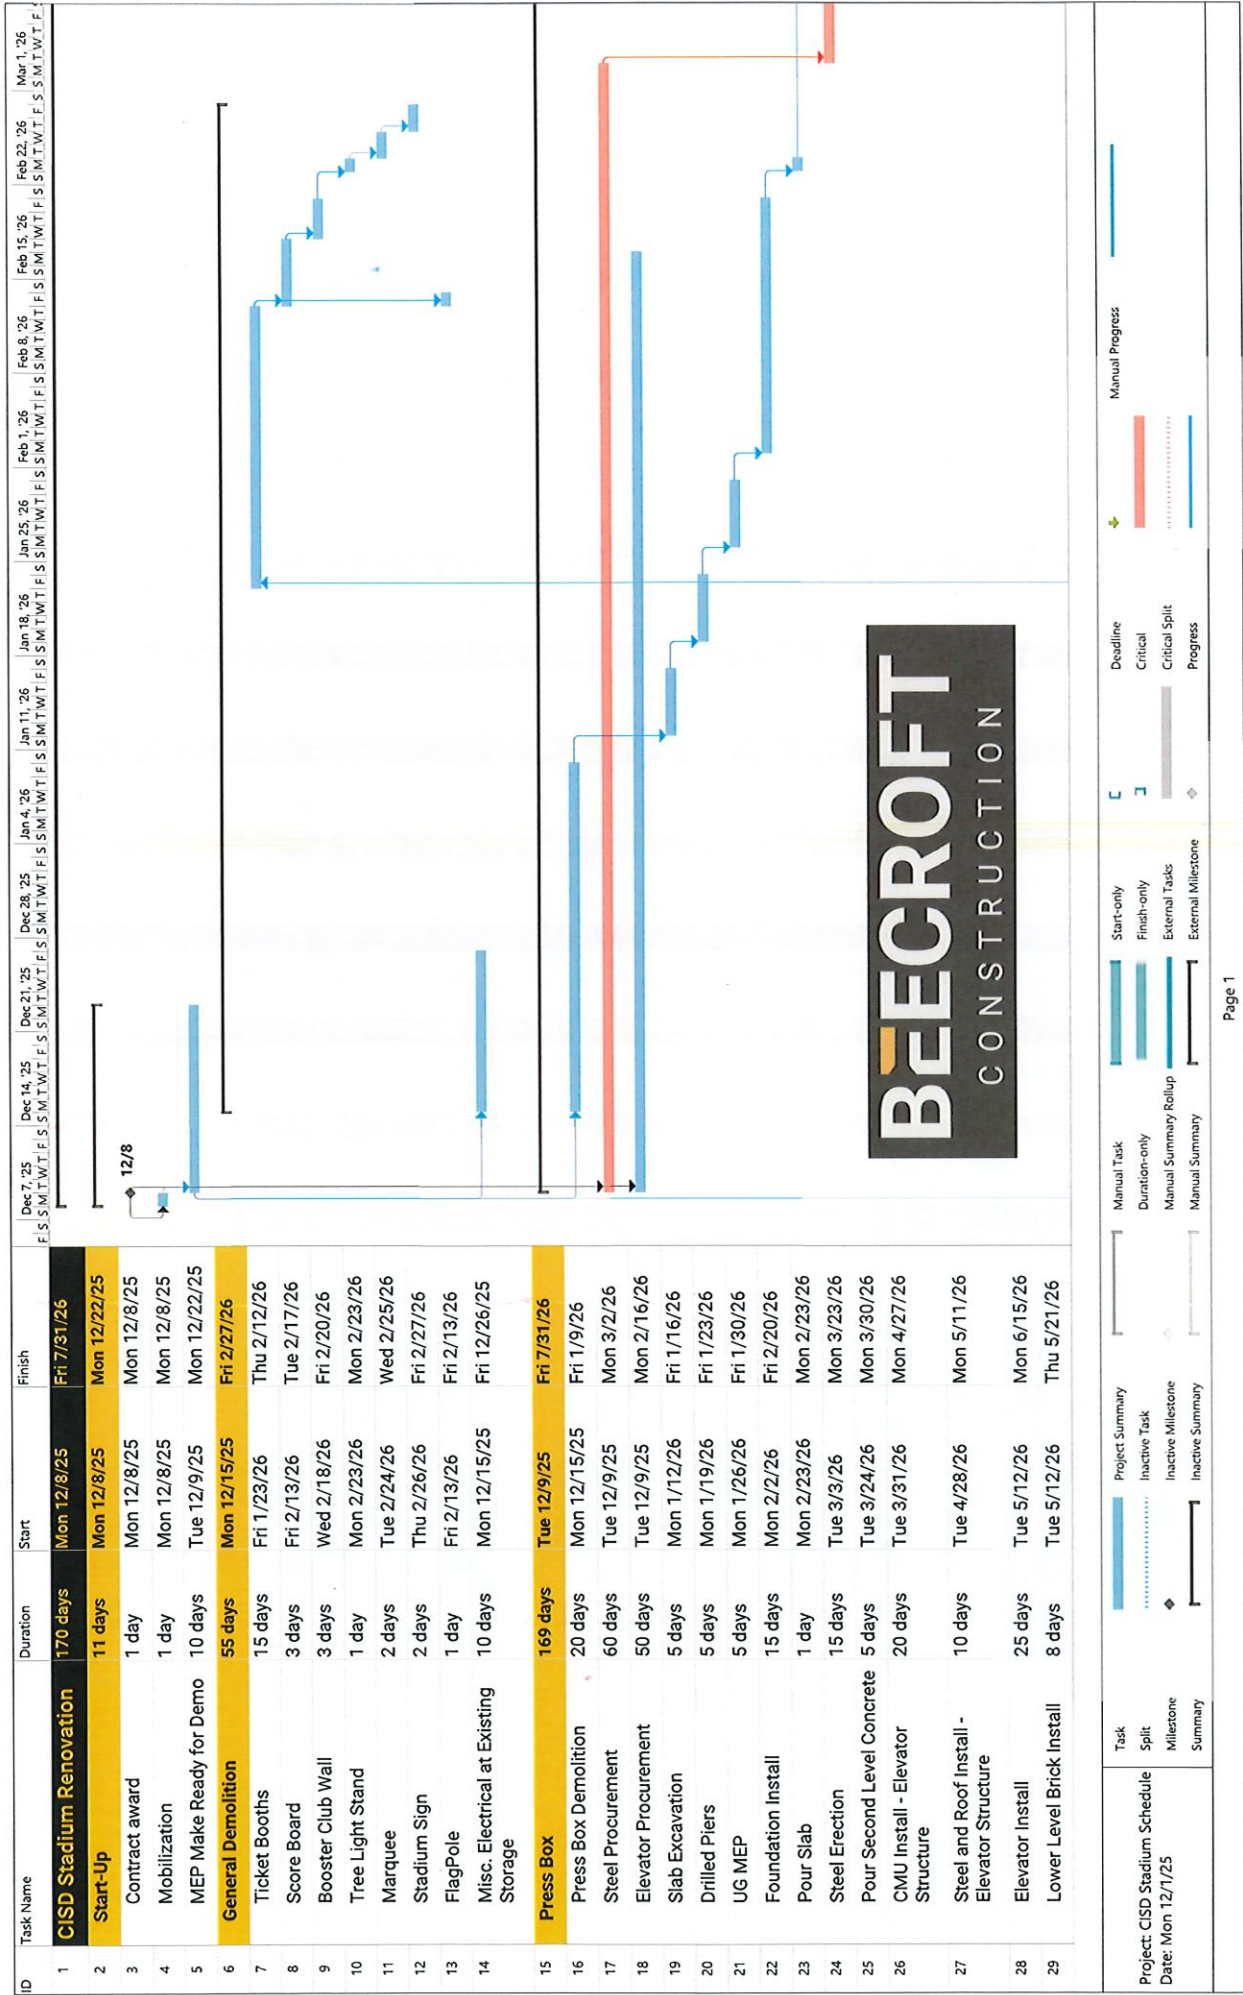 ID Task Name Duration Start Finish
Dec 7, '25 Dec 14, '25 Dec 21, '25 Dec 28, '25 Jan 4, '26 Jan 11, '26 Jan 18, '26 Jan 25, '26 Feb 1, '26 Feb 8, '26 Feb 15, '26 Feb 22, '26 Mar 1, '26
F S S M T W T F S S M T W T F S S M T W T F S S M T W T F S S M T W T F S S M T W T F S S M T W T F S S M T W T F S S M T W T F S S M T W T F S S M T W T F S S M T W T F S S M T W T F S
1 CISD Stadium Renovation 170 days Mon 12/8/25 Fri 7/31/26
2 Start-Up 11 days Mon 12/8/25 Mon 12/22/25
3 Contract award 1 day Mon 12/8/25 Mon 12/8/25
12/8
4 Mobilization 1 day Mon 12/8/25 Mon 12/8/25
5 MEP Make Ready for Demo 10 days Tue 12/9/25 Mon 12/22/25
6 General Demolition 55 days Mon 12/15/25 Fri 2/27/26
7 Ticket Booths 15 days Fri 1/23/26 Thu 2/12/26
8 Score Board 3 days Fri 2/13/26 Tue 2/17/26
9 Booster Club Wall 3 days Wed 2/18/26 Fri 2/20/26
10 Tree Light Stand 1 day Mon 2/23/26 Mon 2/23/26
11 Marquee 2 days Tue 2/24/26 Wed 2/25/26
12 Stadium Sign 2 days Thu 2/26/26 Fri 2/27/26
13 FlagPole 1 day Fri 2/13/26 Fri 2/13/26
14 Misc. Electrical at Existing 10 days Mon 12/15/25 Fri 12/26/25
Storage
15 Press Box 169 days Tue 12/9/25 Fri 7/31/26
16 Press Box Demolition 20 days Mon 12/15/25 Fri 1/9/26
17 Steel Procurement 60 days Tue 12/9/25 Mon 3/2/26
18 Elevator Procurement 50 days Tue 12/9/25 Mon 2/16/26
19 Slab Excavation 5 days Mon 1/12/26 Fri 1/16/26
20 Drilled Piers 5 days Mon 1/19/26 Fri 1/23/26
21 UG MEP 5 days Mon 1/26/26 Fri 1/30/26
22 Foundation Install 15 days Mon 2/2/26 Fri 2/20/26
23 Pour Slab 1 day Mon 2/23/26 Mon 2/23/26
24 Steel Erection 15 days Tue 3/3/26 Mon 3/23/26
25 Pour Second Level Concrete 5 days Tue 3/24/26 Mon 3/30/26
26 CMU Install - Elevator 20 days Tue 3/31/26 Mon 4/27/26
Structure
27 Steel and Roof Install - 10 days Tue 4/28/26 Mon 5/11/26
Elevator Structure
28 Elevator Install 25 days Tue 5/12/26 Mon 6/15/26
29 Lower Level Brick Install 8 days Tue 5/12/26 Thu 5/21/26
BEECROFT
CONSTRUCTION
Project: CISD Stadium Schedule
Date: Mon 12/1/25
Task Project Summary Manual Task Start-only Deadline Manual Progress
Split Inactive Task Duration-only Finish-only Critical
Milestone Inactive Milestone Manual Summary Rollup External Tasks Critical Split
Summary Inactive Summary Manual Summary External Milestone Progress
Page 1